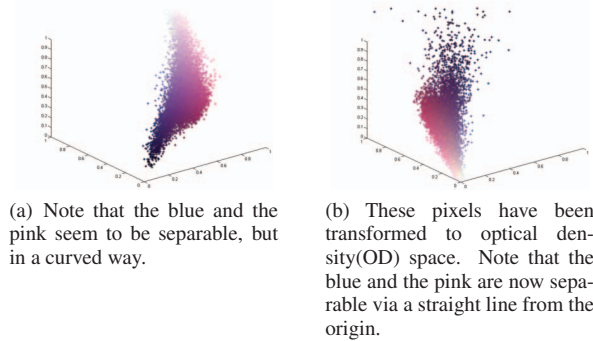 (a) Note that the blue and the
pink seem to be separable, but
in a curved way.
(b) These pixels have been
transformed to optical den-
sity(OD) space. Note that the
blue and the pink are now sepa-
rable via a straight line from the
origin.